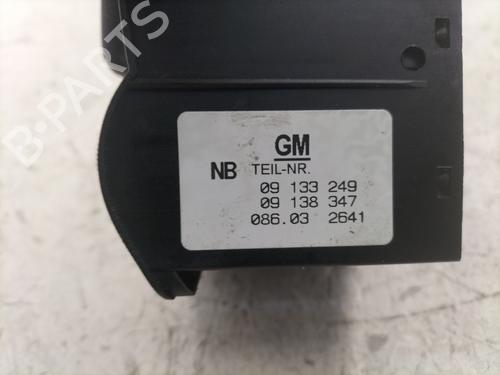 B-PARTS
GM
NB TEIL-NR.
09 133 249
09 138 347
086.03 2641